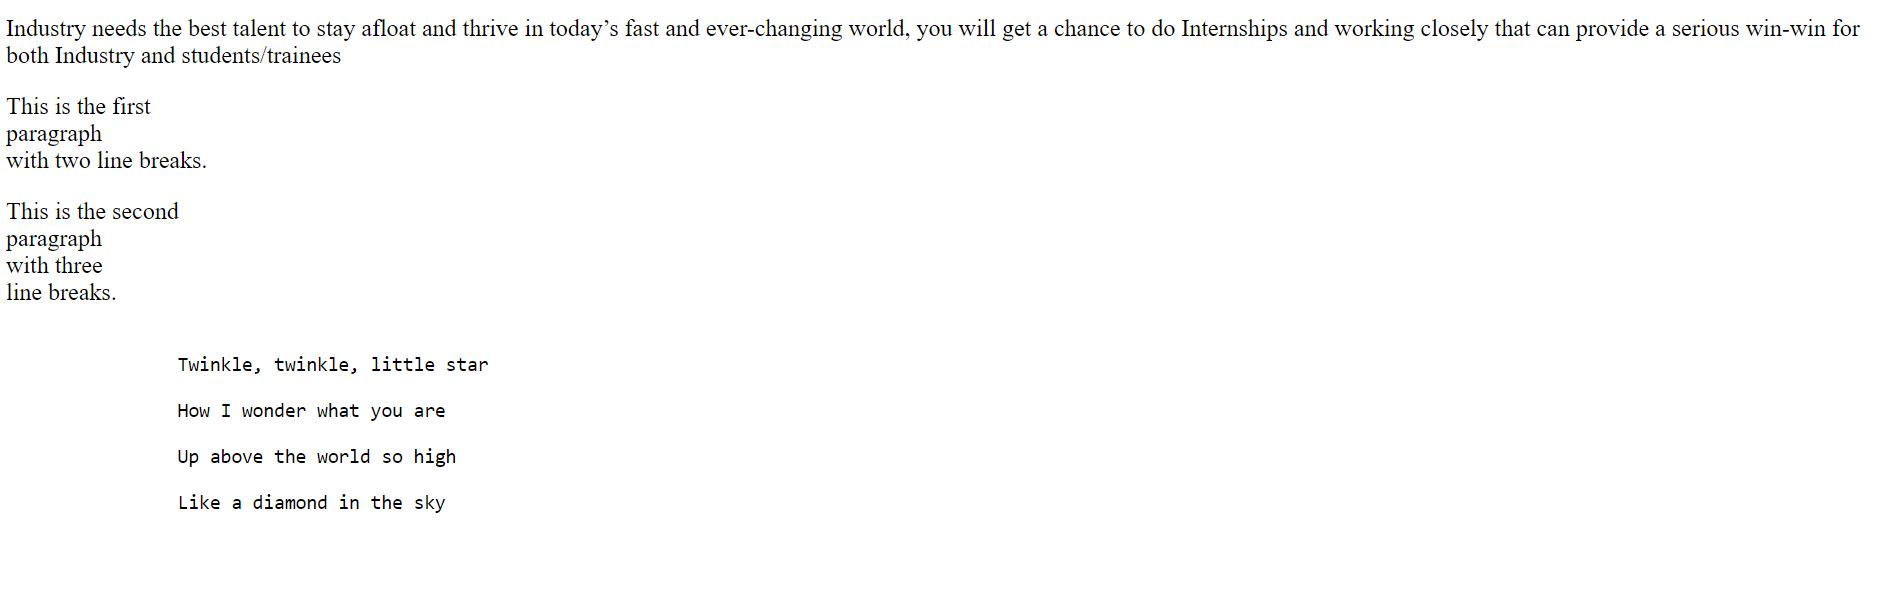 Industry needs the best talent to stay afloat and thrive in today’s fast and ever-changing world, you will get a chance to do Internships and working closely that can provide a serious win-win for
both Industry and students/trainees
This is the first
paragraph
with two line breaks.
This is the second
paragraph
with three
line breaks.
Twinkle, twinkle, little star
How I wonder what you are
Up above the world so high
Like a diamond in the sky